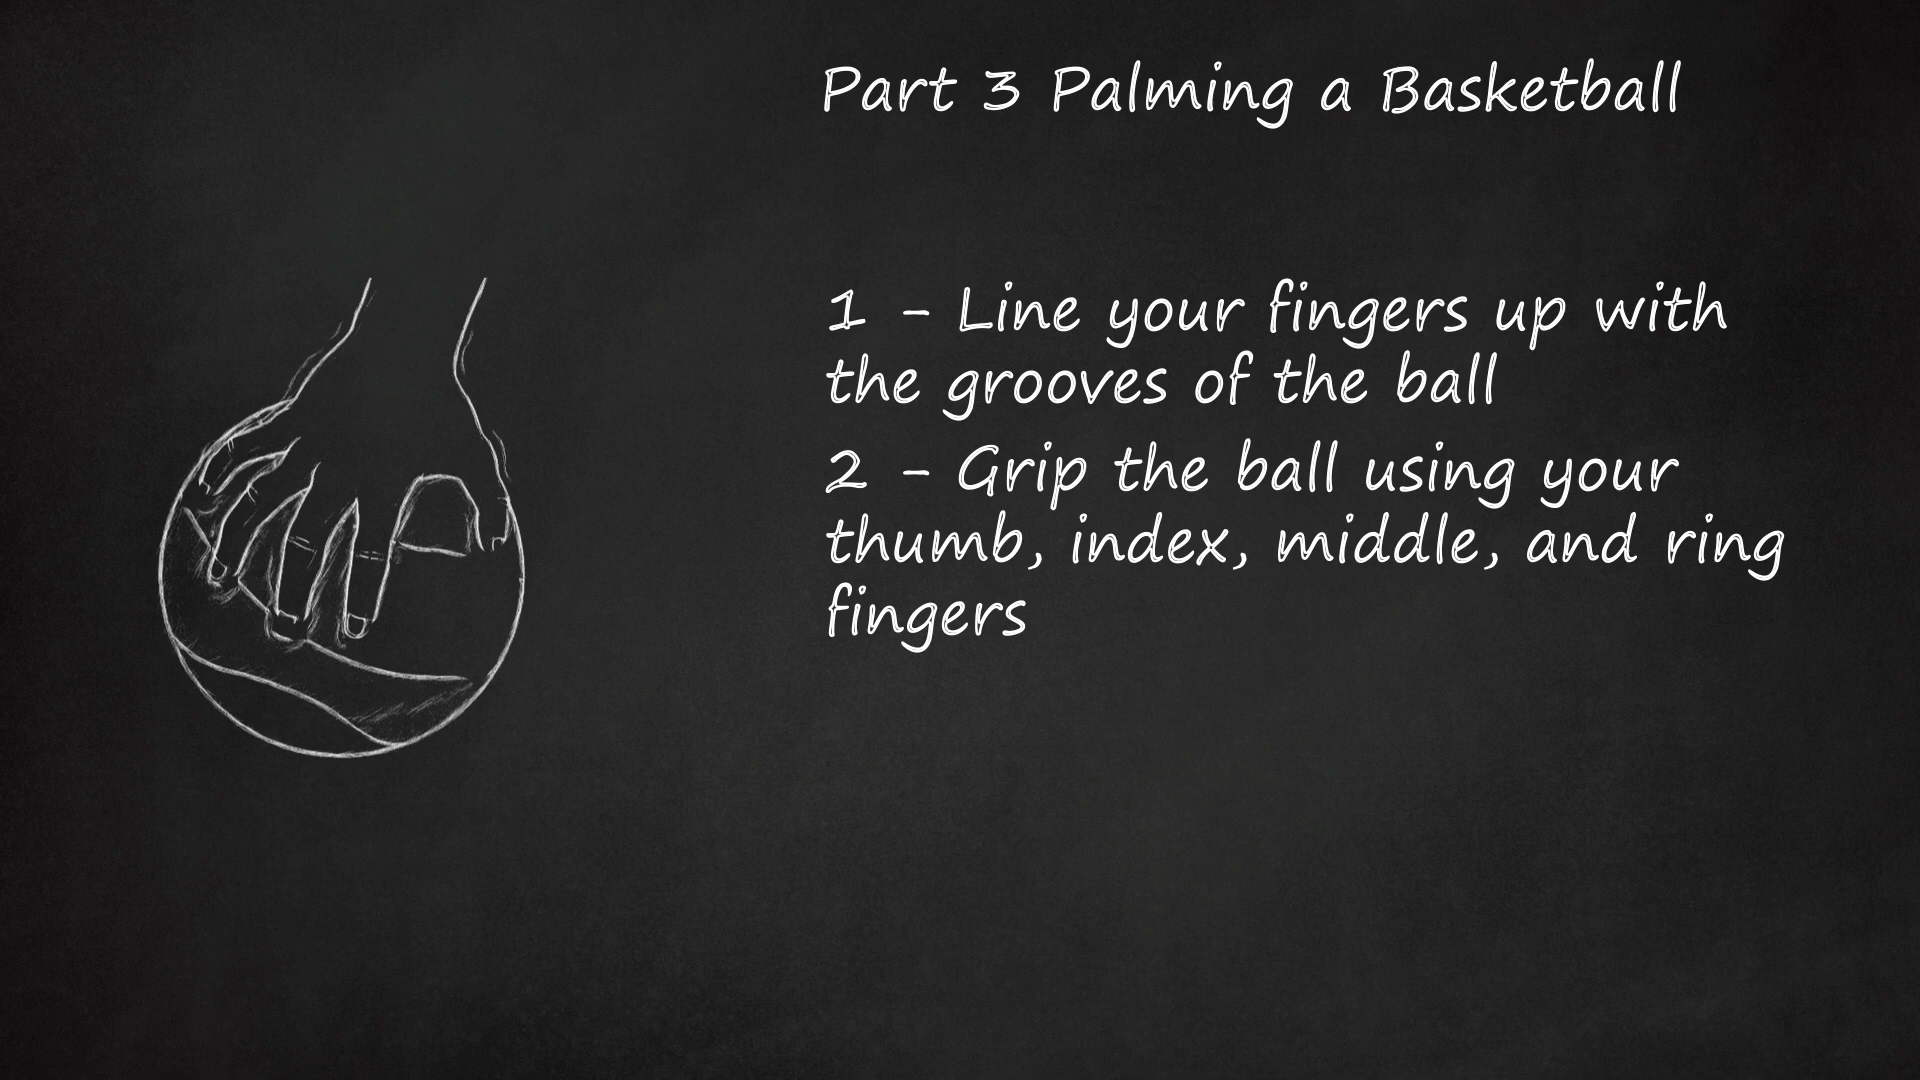 Part 3 Palming a Basketball
1 - Line your fingers up with
the grooves of the ball
2 - Grip the ball using your
thumb, index, middle, and ring
fingers